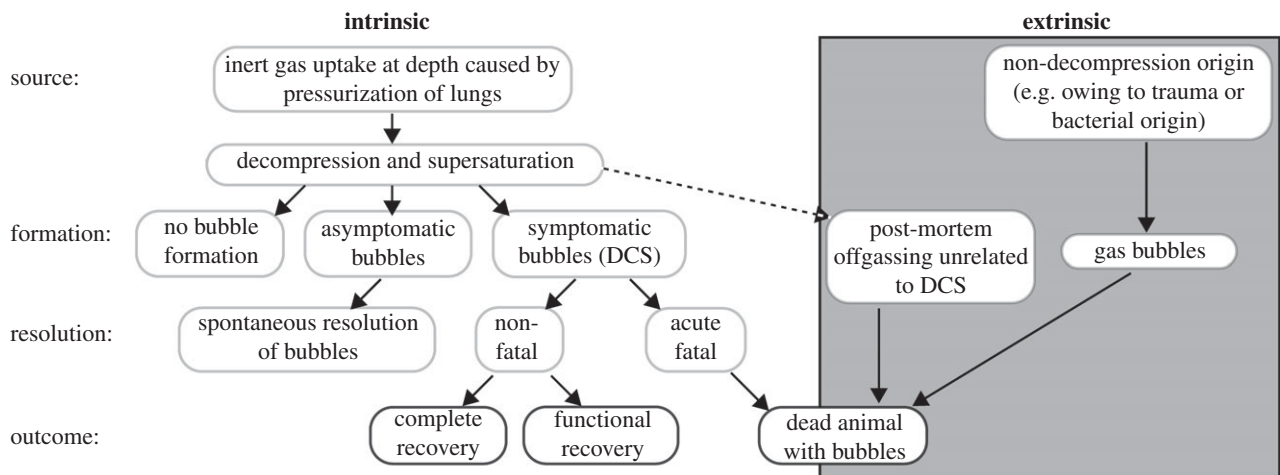 intrinsic
extrinsic
source:
inert gas uptake at depth caused by
pressurization of lungs
non-decompression origin
(e.g. owing to trauma or
bacterial origin)
decompression and supersaturation
formation:
no bubble
formation
asymptomatic
bubbles
symptomatic
bubbles (DCS)
post-mortem
offgassing unrelated
to DCS
gas bubbles
resolution:
spontaneous resolution
of bubbles
non-
fatal
acute
fatal
outcome:
complete
recovery
functional
recovery
dead animal
with bubbles